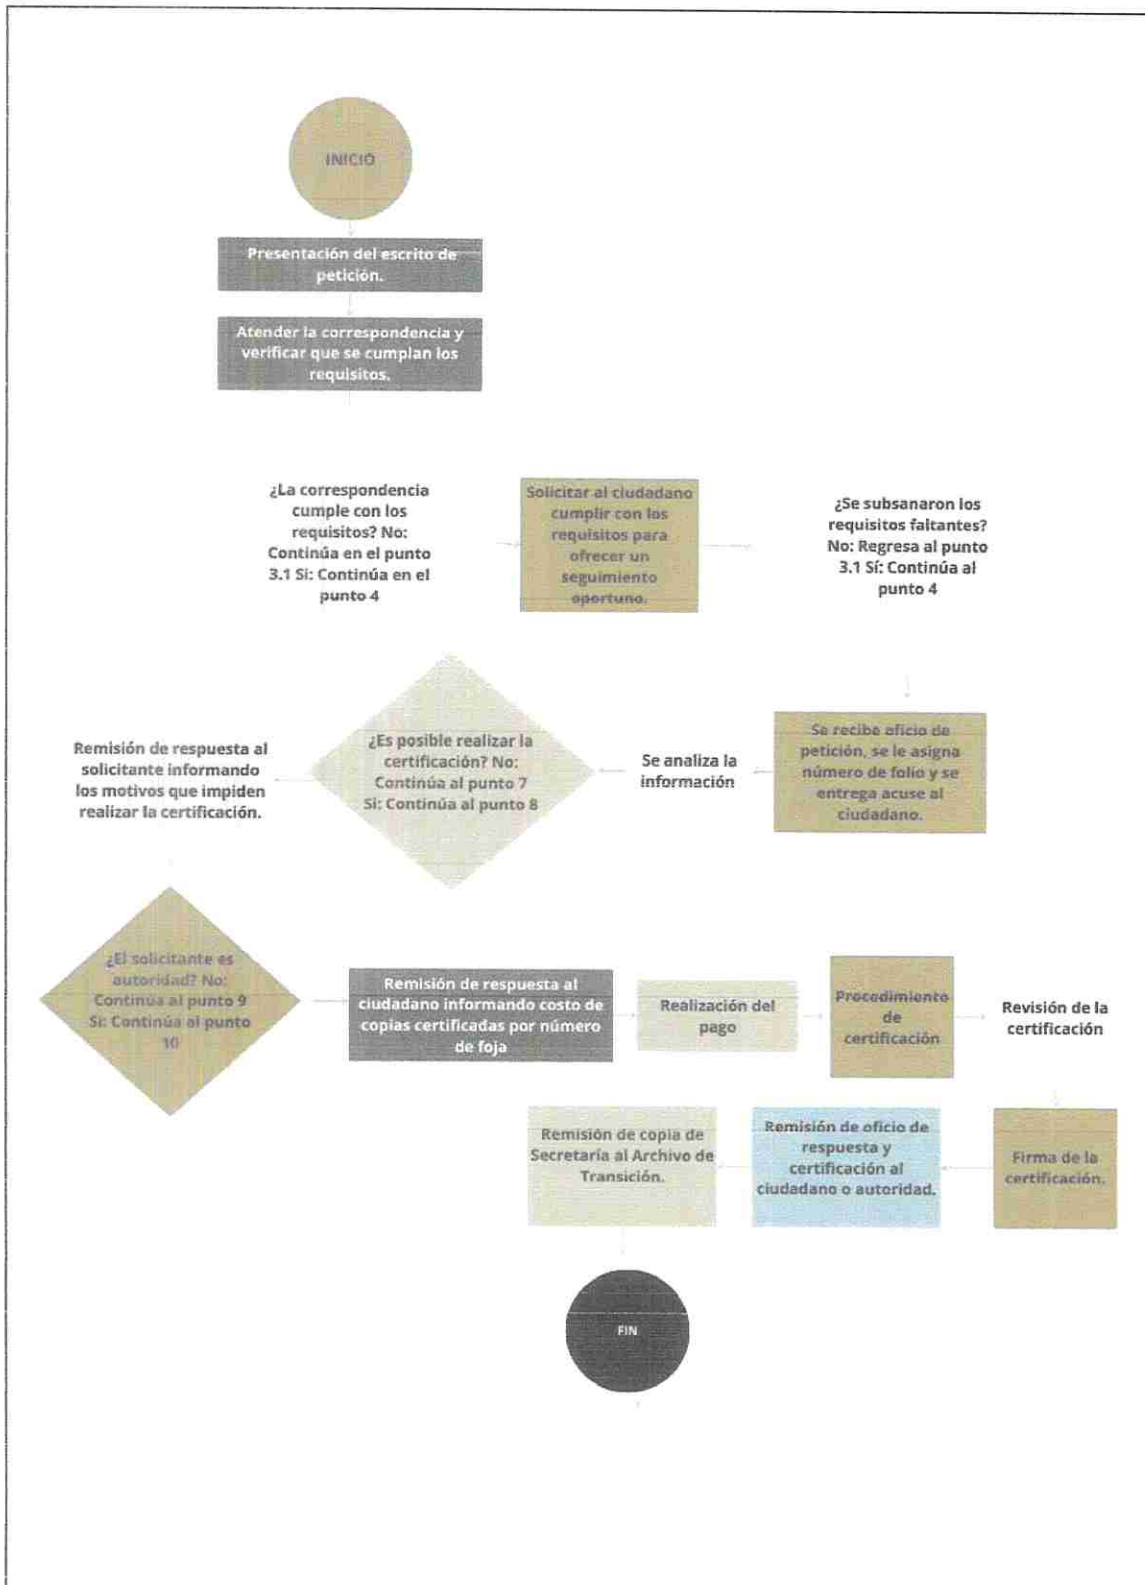 INICIO
Presentación del escrito de
petición.
Atender la correspondencia y
verificar que se cumplan los
requisitos.
¿La correspondencia
cumple con los
requisitos? No:
Continúa en el punto
3.1 Sí: Continúa en el
punto 4
Solicitar al ciudadano
cumplir con los
requisitos para
ofrecer un
seguimiento
oportuno.
¿Se subsanaron los
requisitos faltantes?
No: Regresa al punto
3.1 Sí: Continúa al
punto 4
Se recibe oficio de
petición, se le asigna
número de folio y se
entrega acuse al
ciudadano.
Se analiza la
información
¿Es posible realizar la
certificación? No:
Continúa al punto 7
Si: Continúa al punto 8
Remisión de respuesta al
solicitante informando
los motivos que impiden
realizar la certificación.
¿El solicitante es
autoridad? No:
Continúa al punto 9
Si: Continúa al punto
10
Remisión de respuesta al
ciudadano informando costo de
copias certificadas por número
de foja
Realización del
pago
Procedimiento
de
certificación
Revisión de la
certificación
Firma de la
certificación.
Remisión de oficio de
respuesta y
certificación al
ciudadano o autoridad.
Remisión de copia de
Secretaría al Archivo de
Transición.
FIN